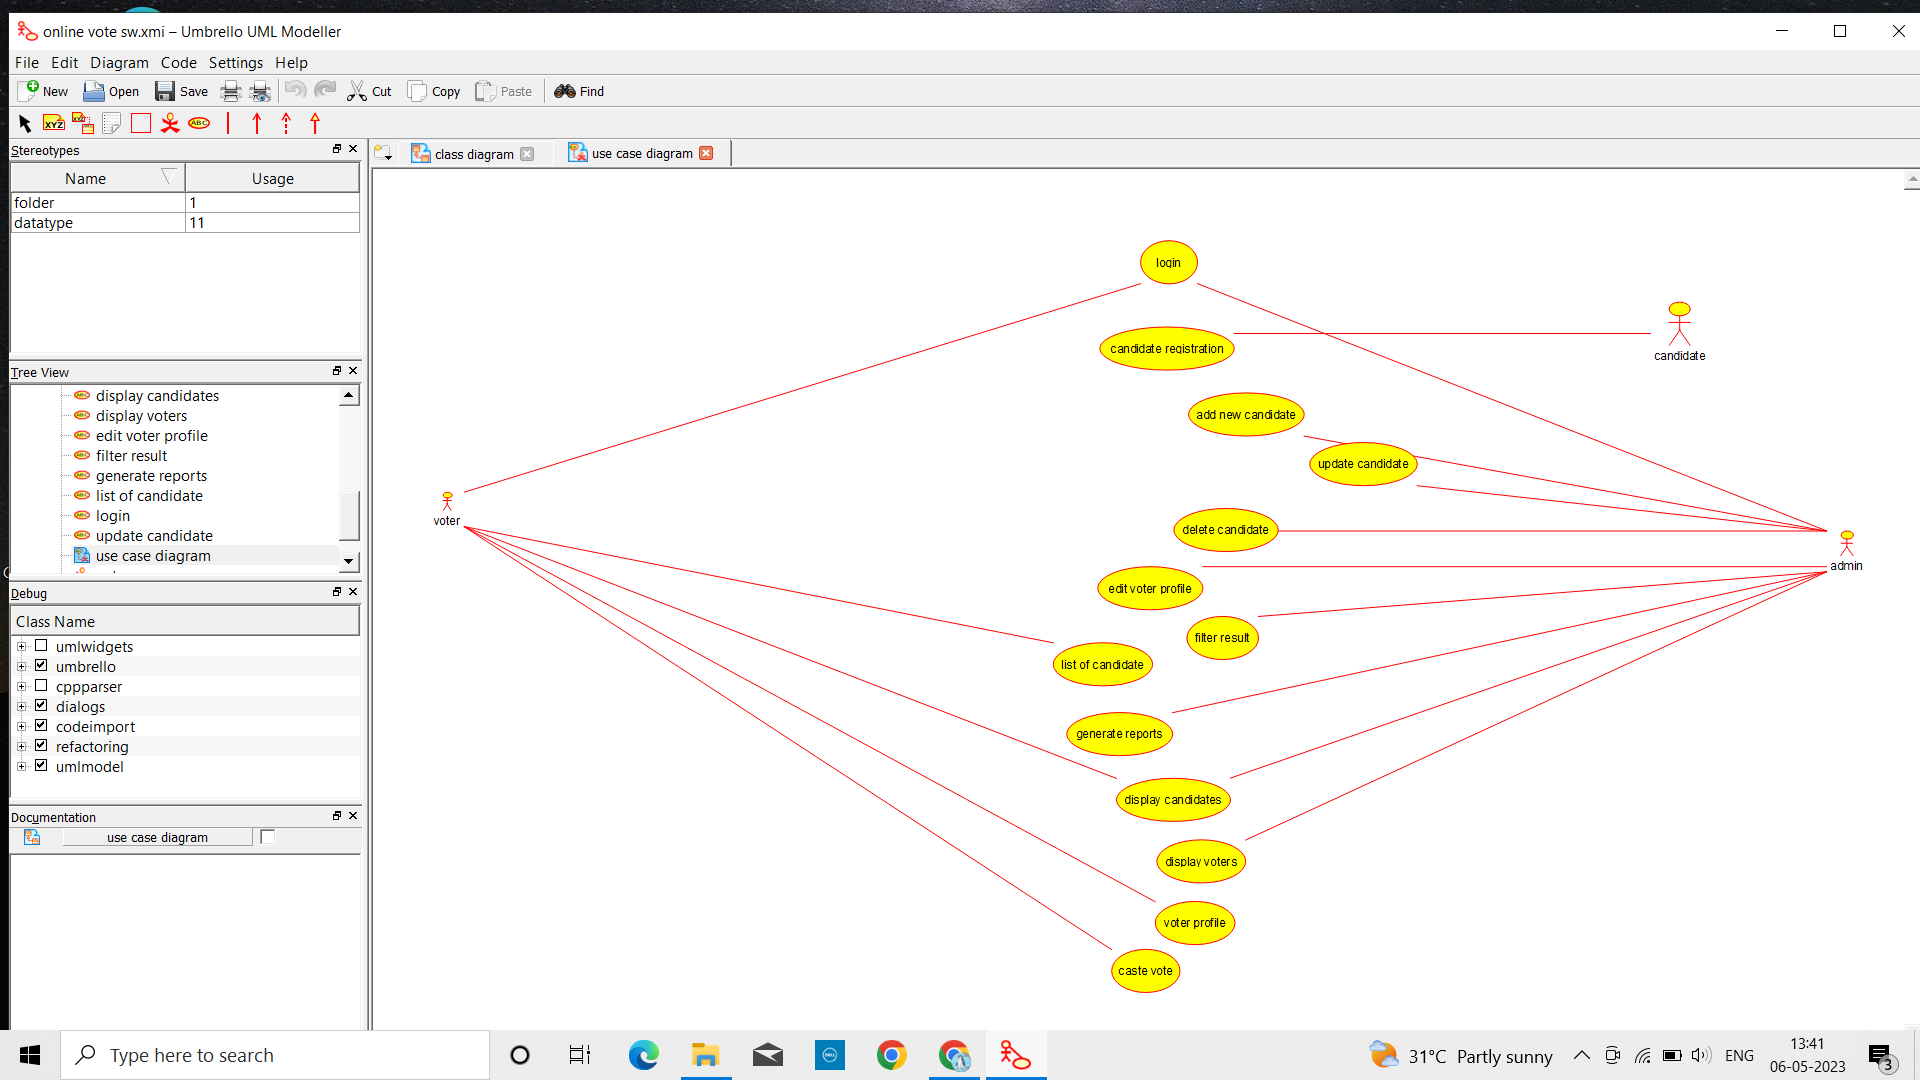 online vote sw.xmi – Umbrello UML Modeller
File Edit Diagram Code Settings Help
New Open Save Cut Copy Paste Find
XYZ XYZ ABC
Stereotypes
Name Usage
folder 1
datatype 11
Tree View
display candidates
display voters
edit voter profile
filter result
generate reports
list of candidate
login
update candidate
use case diagram
Debug
Class Name
umlwidgets
umbrello
cppparser
dialogs
codeimport
refactoring
umlmodel
Documentation
use case diagram
class diagram use case diagram
login
candidate registration
candidate
add new candidate
update candidate
voter
delete candidate
admin
edit voter profile
filter result
list of candidate
generate reports
display candidates
display voters
voter profile
caste vote
Type here to search
DELL
31°C Partly sunny
ENG
13:41
06-05-2023
3